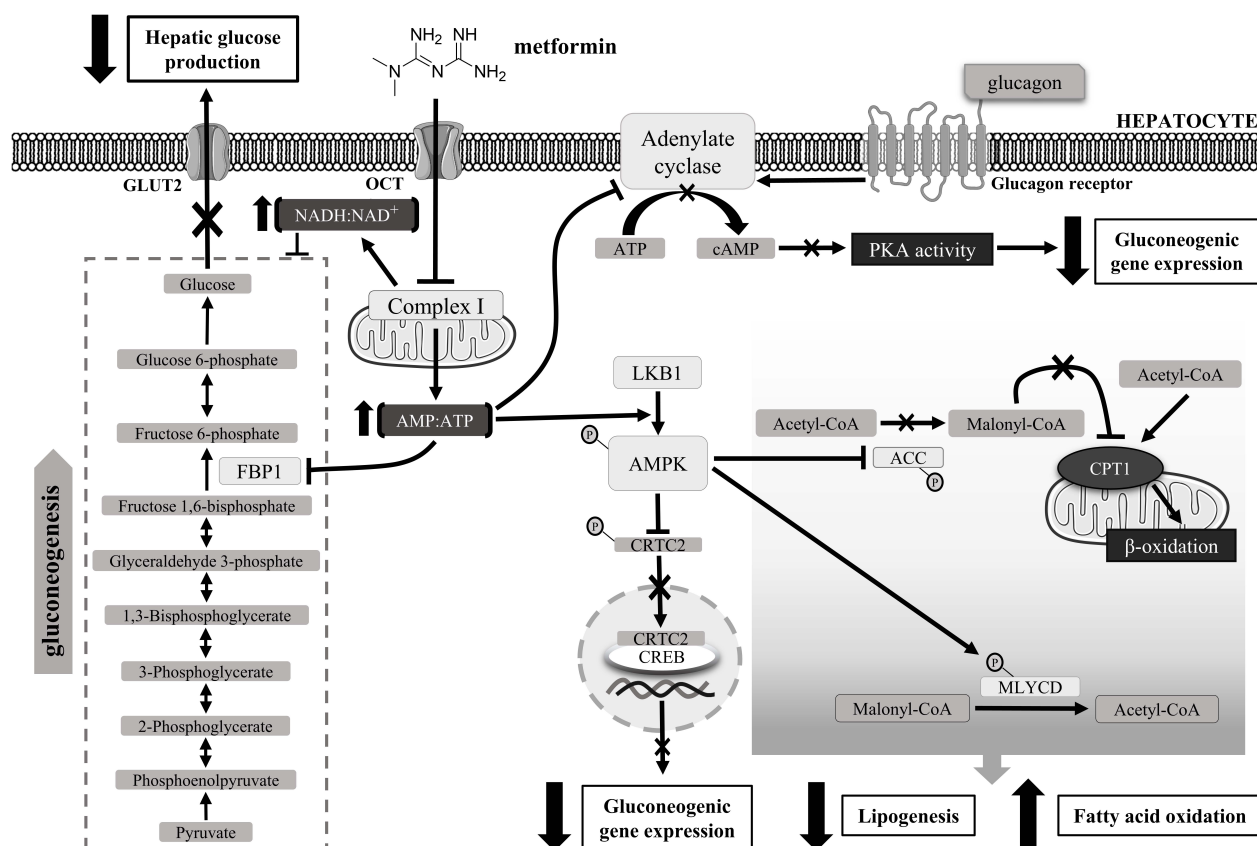 Hepatic glucose
production
NH₂
NH
N
N
NH₂
metformin
glucagon
HEPATOCYTE
Adenylate
cyclase
GLUT2
OCT
Glucagon receptor
NADH:NAD⁺
ATP
cAMP
PKA activity
Gluconeogenic
gene expression
Glucose
Complex I
Glucose 6-phosphate
LKB1
Acetyl-CoA
AMP:ATP
Acetyl-CoA
Malonyl-CoA
Fructose 6-phosphate
P
AMPK
ACC
P
CPT1
FBP1
Fructose 1,6-bisphosphate
gluconeogenesis
P
CRTC2
β-oxidation
Glyceraldehyde 3-phosphate
1,3-Bisphosphoglycerate
CRTC2
CREB
3-Phosphoglycerate
P
MLYCD
2-Phosphoglycerate
Malonyl-CoA
Acetyl-CoA
Phosphoenolpyruvate
Pyruvate
Gluconeogenic
gene expression
Lipogenesis
Fatty acid oxidation